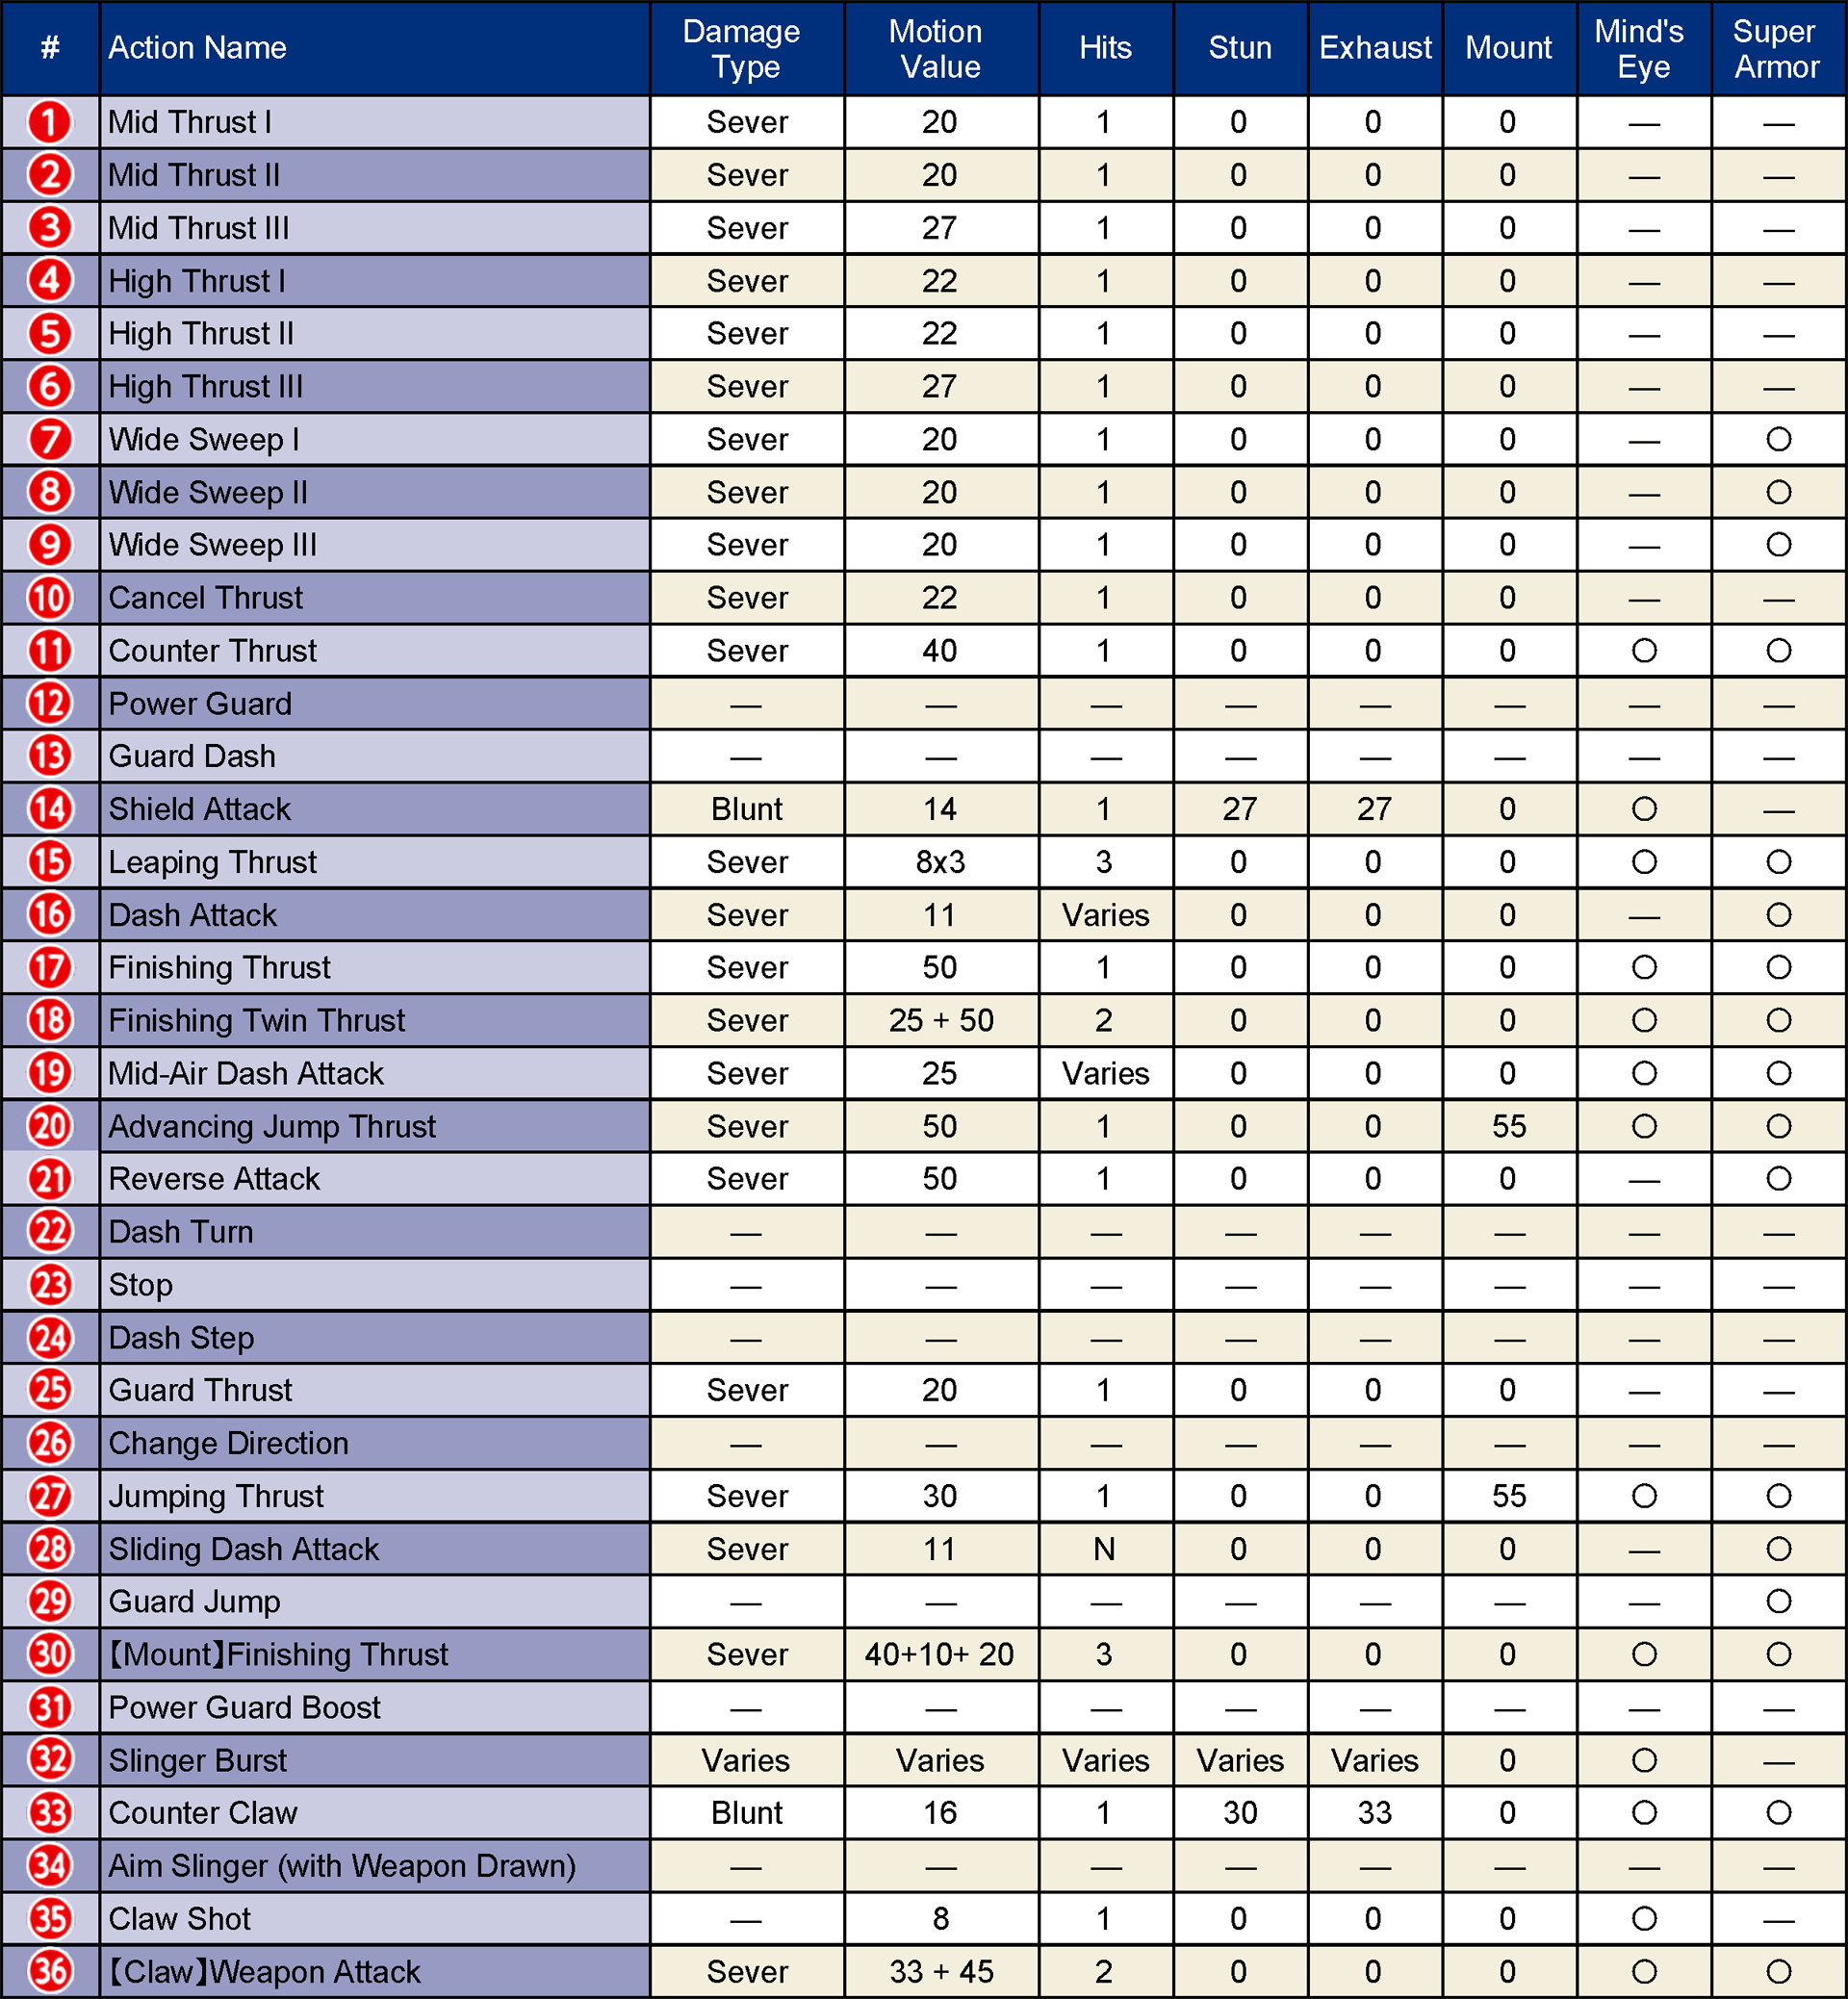 # Action Name Damage Type Motion Value Hits Stun Exhaust Mount Mind's Eye Super Armor
1 Mid Thrust I Sever 20 1 0 0 0 — —
2 Mid Thrust II Sever 20 1 0 0 0 — —
3 Mid Thrust III Sever 27 1 0 0 0 — —
4 High Thrust I Sever 22 1 0 0 0 — —
5 High Thrust II Sever 22 1 0 0 0 — —
6 High Thrust III Sever 27 1 0 0 0 — —
7 Wide Sweep I Sever 20 1 0 0 0 — ○
8 Wide Sweep II Sever 20 1 0 0 0 — ○
9 Wide Sweep III Sever 20 1 0 0 0 — ○
10 Cancel Thrust Sever 22 1 0 0 0 — —
11 Counter Thrust Sever 40 1 0 0 0 ○ ○
12 Power Guard — — — — — — — —
13 Guard Dash — — — — — — — —
14 Shield Attack Blunt 14 1 27 27 0 ○ —
15 Leaping Thrust Sever 8x3 3 0 0 0 ○ ○
16 Dash Attack Sever 11 Varies 0 0 0 — ○
17 Finishing Thrust Sever 50 1 0 0 0 ○ ○
18 Finishing Twin Thrust Sever 25 + 50 2 0 0 0 ○ ○
19 Mid-Air Dash Attack Sever 25 Varies 0 0 0 ○ ○
20 Advancing Jump Thrust Sever 50 1 0 0 55 ○ ○
21 Reverse Attack Sever 50 1 0 0 0 — ○
22 Dash Turn — — — — — — — —
23 Stop — — — — — — — —
24 Dash Step — — — — — — — —
25 Guard Thrust Sever 20 1 0 0 0 — —
26 Change Direction — — — — — — — —
27 Jumping Thrust Sever 30 1 0 0 55 ○ ○
28 Sliding Dash Attack Sever 11 N 0 0 0 — ○
29 Guard Jump — — — — — — — ○
30 【Mount】Finishing Thrust Sever 40+10+ 20 3 0 0 0 ○ ○
31 Power Guard Boost — — — — — — — —
32 Slinger Burst Varies Varies Varies Varies Varies 0 ○ —
33 Counter Claw Blunt 16 1 30 33 0 ○ ○
34 Aim Slinger (with Weapon Drawn) — — — — — — — —
35 Claw Shot — 8 1 0 0 0 ○ —
36 【Claw】Weapon Attack Sever 33 + 45 2 0 0 0 ○ ○